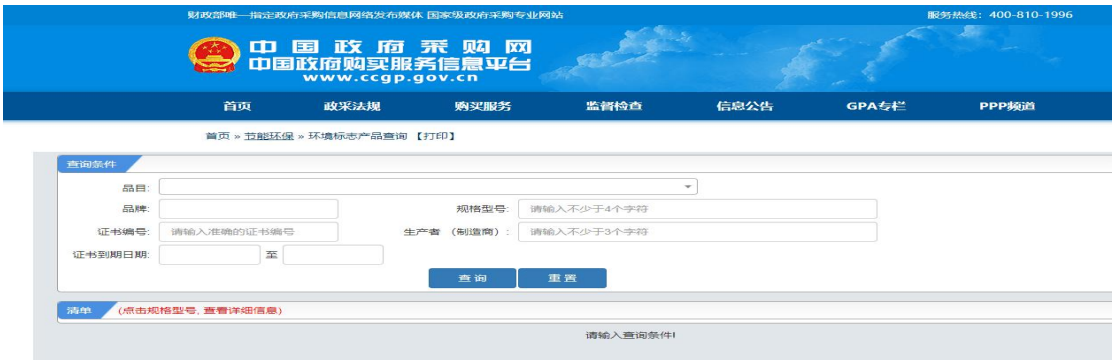 财政部唯一指定政府采购信息网络发布媒体 国家级政府采购专业网站 服务热线：400-810-1996
中国政府采购网
中国政府购买服务信息平台
www.ccgp.gov.cn
首页 政采法规 购买服务 监督检查 信息公告 GPA专栏 PPP频道
首页 » 节能环保 » 环境标志产品查询 【打印】
查询条件
品目:
品牌: 规格型号: 请输入不少于4个字符
证书编号: 请输入准确的证书编号 生产者 （制造商）: 请输入不少于3个字符
证书到期日期: 至
查 询 重 置
清单 (点击规格型号, 查看详细信息)
请输入查询条件!